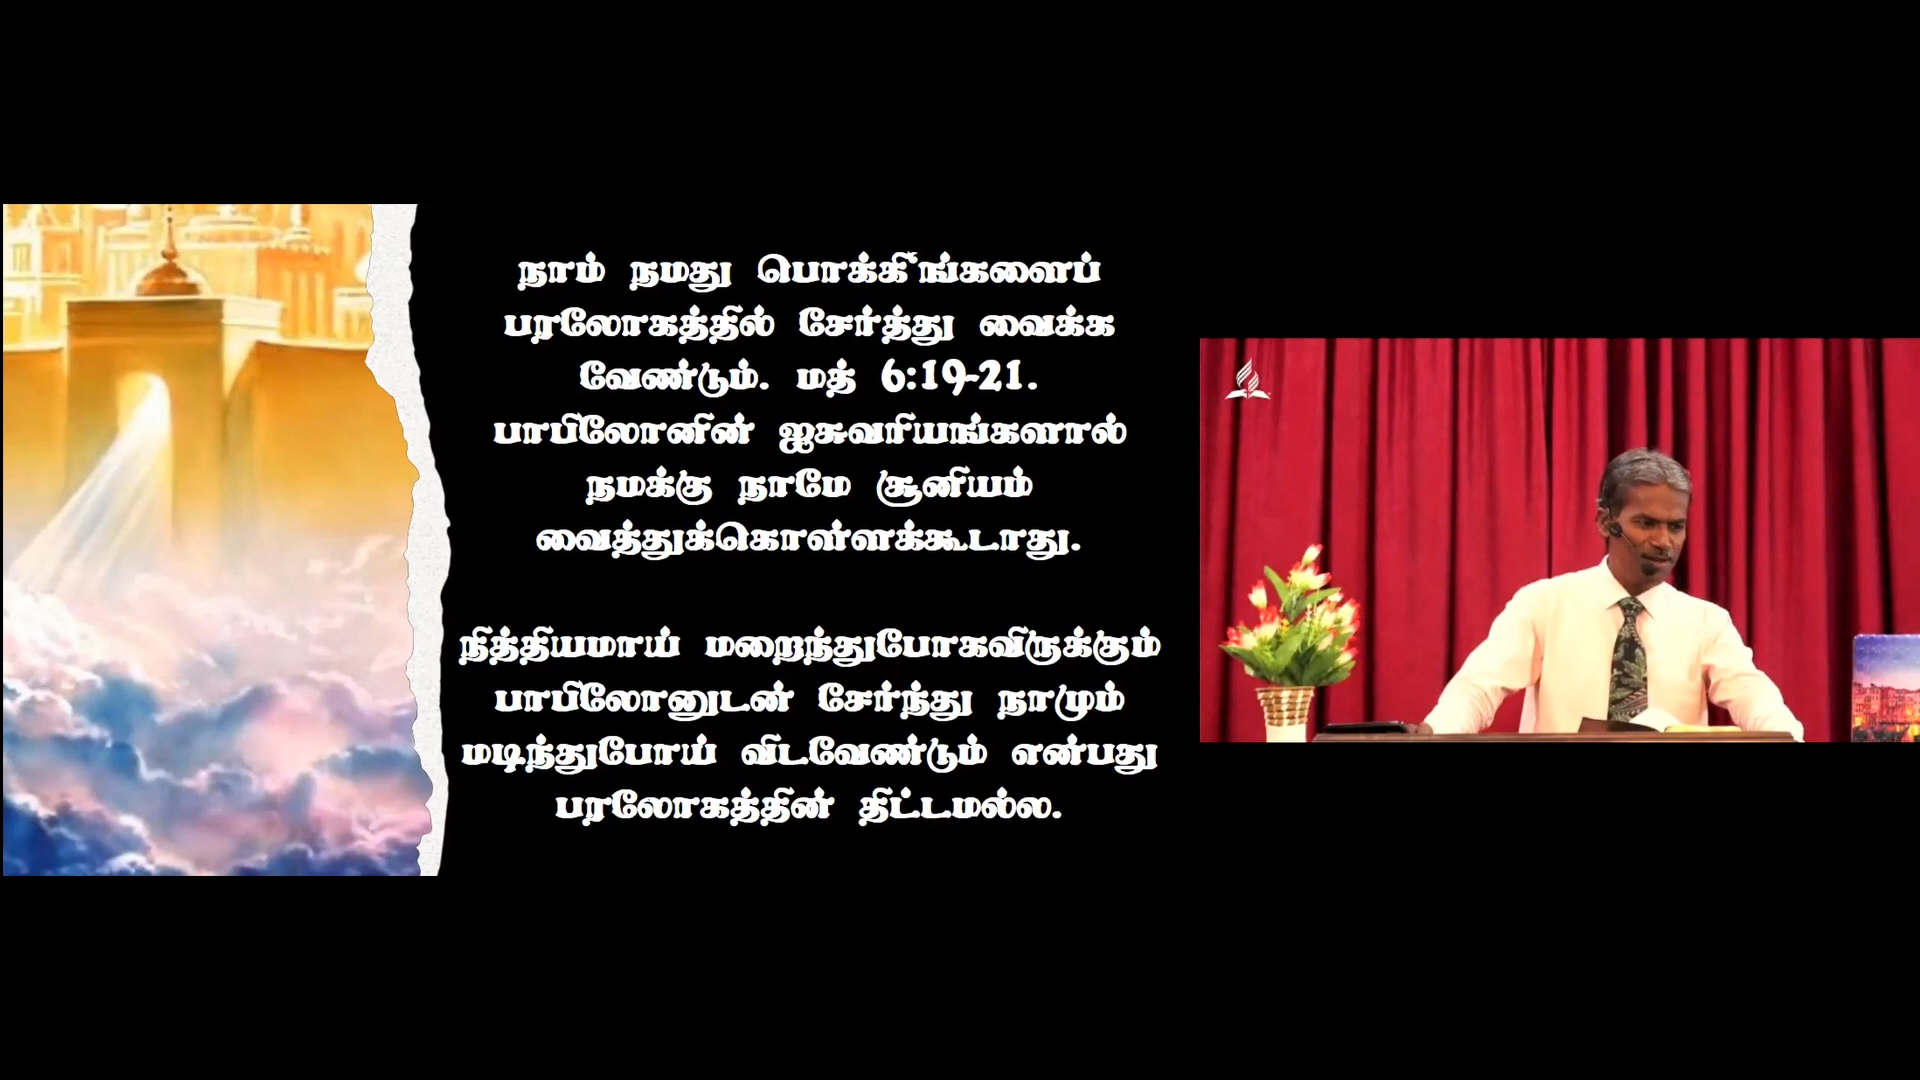 நாம் நமது பொக்கிஙங்களைப்
பரலோகத்தில் சேர்த்து வைக்க
வேண்டும். மத் 6:19-21.
பாபிலோனின் ஐசுவரியங்களால்
நமக்கு நாமே சூனியம்
வைத்துக்கொள்ளக்கூடாது.
நித்தியமாய் மறைந்துபோகவிருக்கும்
பாபிலோனுடன் சேர்ந்து நாமும்
மடிந்துபோய் விடவேண்டும் என்பது
பரலோகத்தின் திட்டமல்ல.